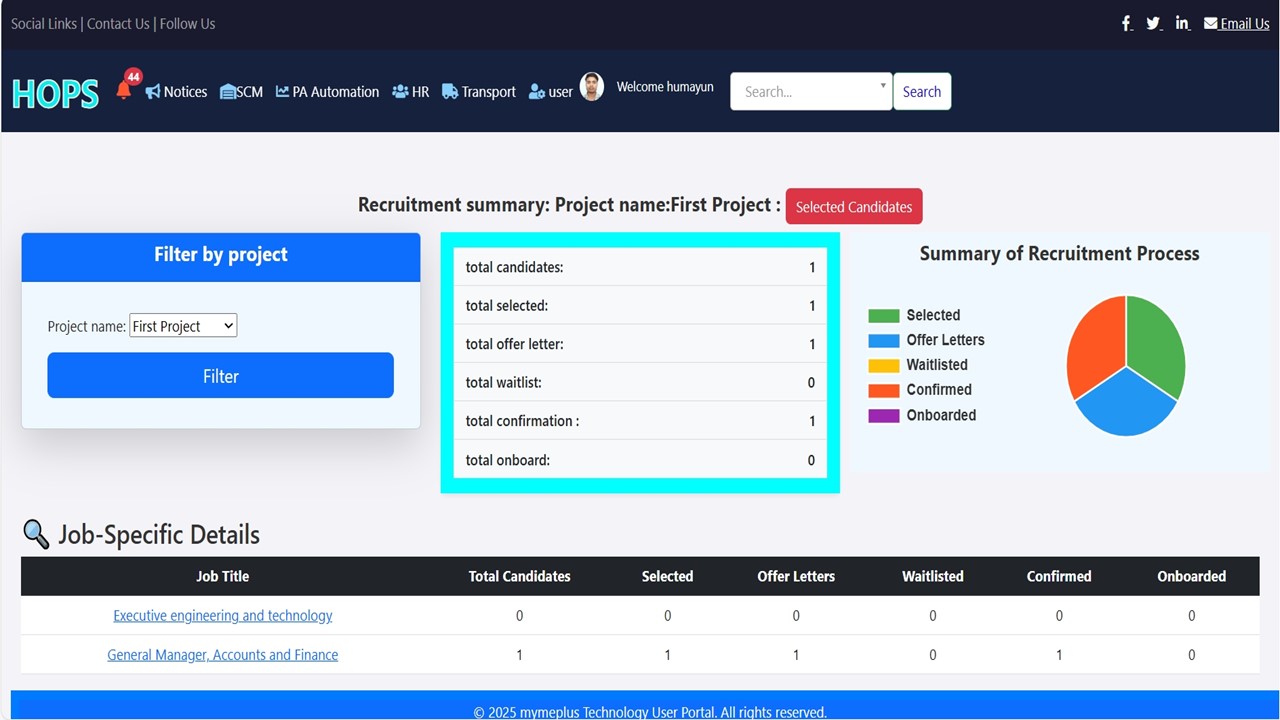 Social Links | Contact Us | Follow Us
Email Us
HOPS
44
Notices
SCM
PA Automation
HR
Transport
user
Welcome humayun
Search...
Search
Recruitment summary: Project name:First Project :
Selected Candidates
Filter by project
Project name: First Project
Filter
total candidates: 1
total selected: 1
total offer letter: 1
total waitlist: 0
total confirmation : 1
total onboard: 0
Summary of Recruitment Process
Selected
Offer Letters
Waitlisted
Confirmed
Onboarded
Job-Specific Details
Job Title Total Candidates Selected Offer Letters Waitlisted Confirmed Onboarded
Executive engineering and technology 0 0 0 0 0 0
General Manager, Accounts and Finance 1 1 1 0 1 0
© 2025 mymeplus Technology User Portal. All rights reserved.